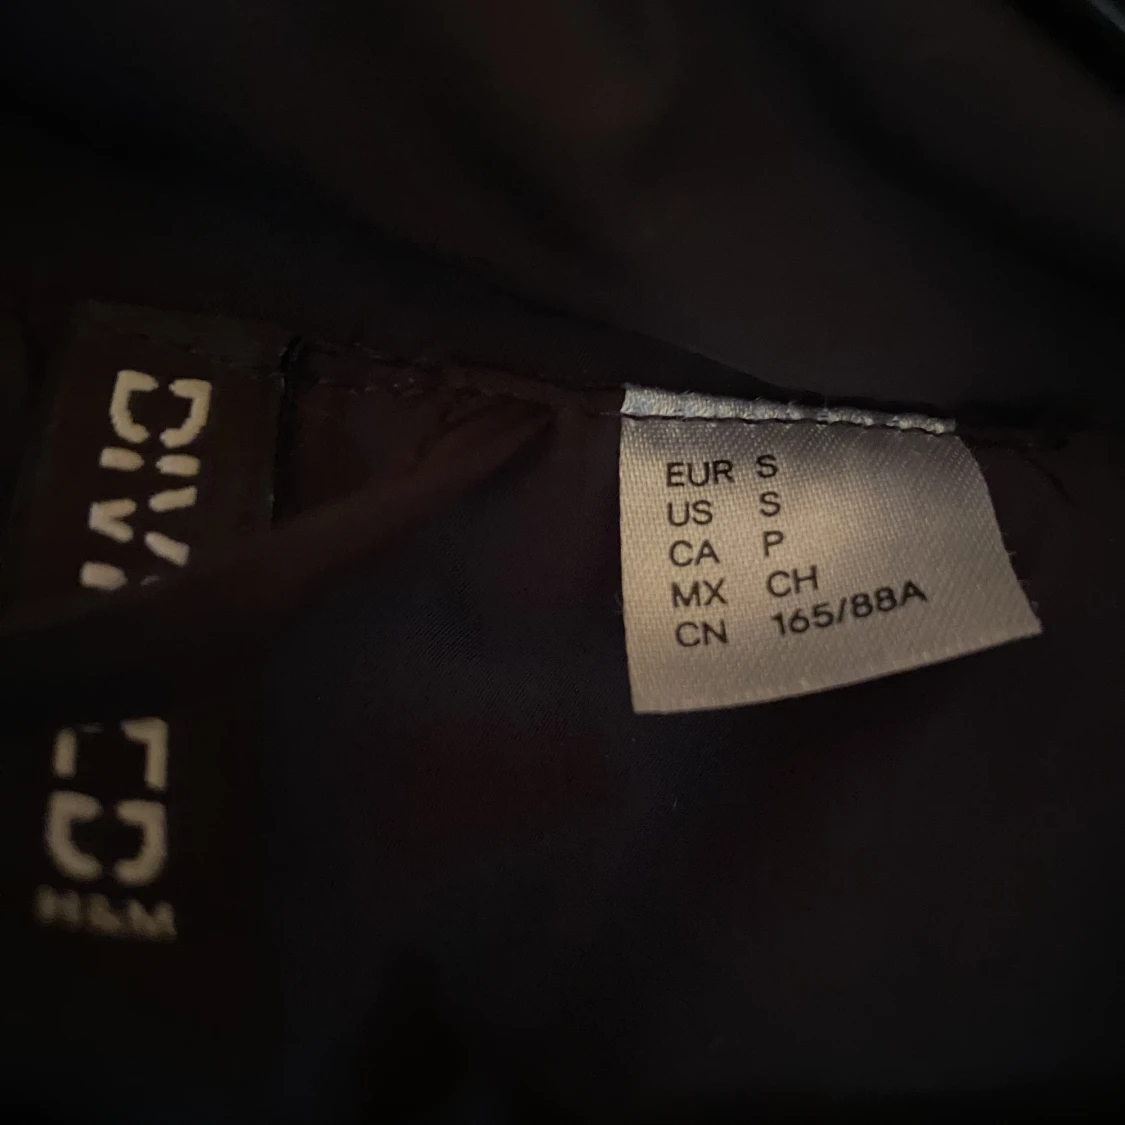 EUR S
US S
CA P
MX CH
CN 165/88A
H&M